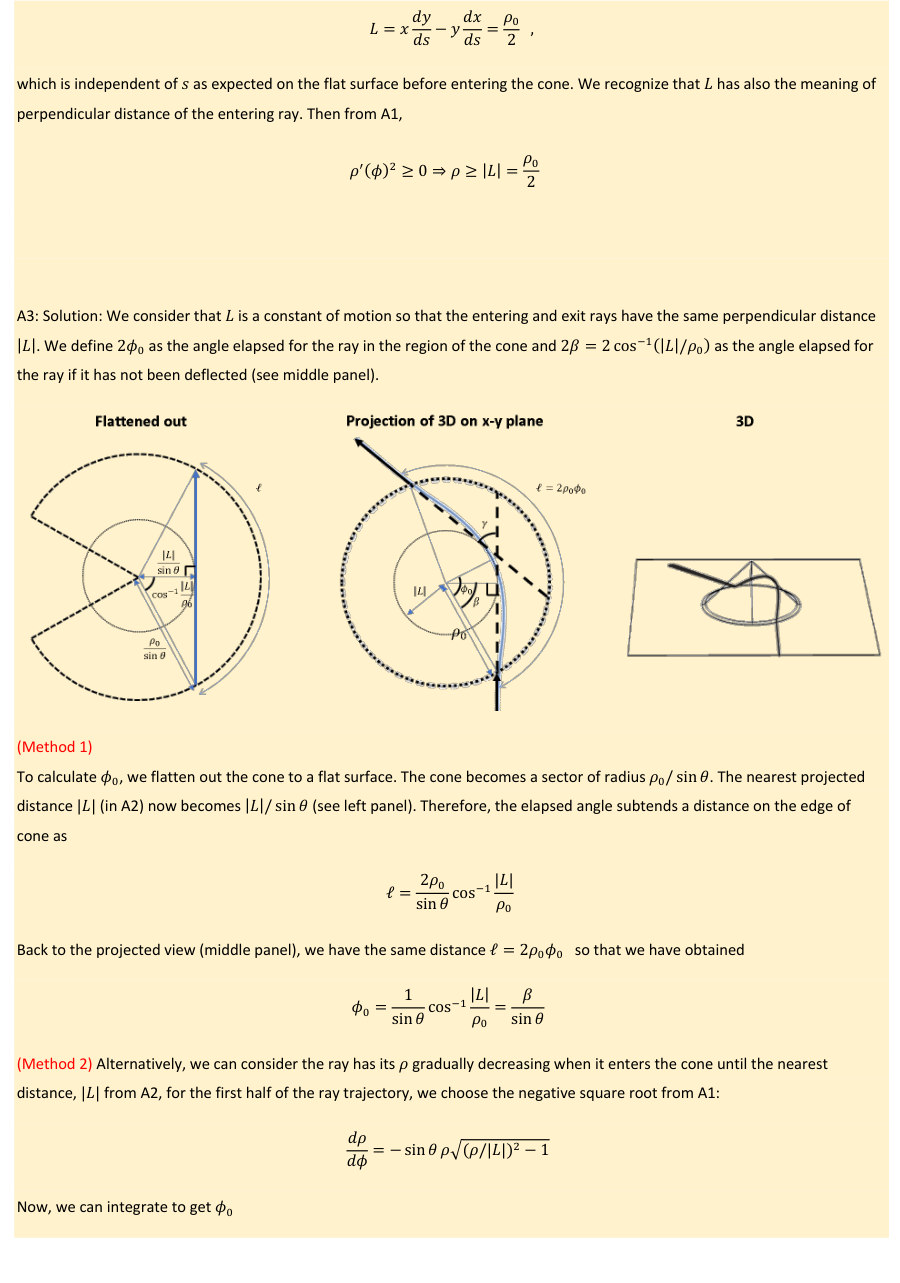 L = x dy/ds − y dx/ds = ρ₀/2 ,
which is independent of s as expected on the flat surface before entering the cone. We recognize that L has also the meaning of
perpendicular distance of the entering ray. Then from A1,
ρ′(ϕ)² ≥ 0 ⇒ ρ ≥ |L| = ρ₀/2
A3: Solution: We consider that L is a constant of motion so that the entering and exit rays have the same perpendicular distance
|L|. We define 2ϕ₀ as the angle elapsed for the ray in the region of the cone and 2β = 2 cos⁻¹(|L|/ρ₀) as the angle elapsed for
the ray if it has not been deflected (see middle panel).
Flattened out
Projection of 3D on x-y plane
3D
ℓ
|L|/sin θ
cos⁻¹ |L|/ρ₀
ρ₀/sin θ
ℓ = 2ρ₀ϕ₀
γ
|L|
ϕ₀
β
ρ₀
(Method 1)
To calculate ϕ₀, we flatten out the cone to a flat surface. The cone becomes a sector of radius ρ₀/ sin θ. The nearest projected
distance |L| (in A2) now becomes |L|/ sin θ (see left panel). Therefore, the elapsed angle subtends a distance on the edge of
cone as
ℓ = 2ρ₀/sin θ cos⁻¹ |L|/ρ₀
Back to the projected view (middle panel), we have the same distance ℓ = 2ρ₀ϕ₀ so that we have obtained
ϕ₀ = 1/sin θ cos⁻¹ |L|/ρ₀ = β/sin θ
(Method 2) Alternatively, we can consider the ray has its ρ gradually decreasing when it enters the cone until the nearest
distance, |L| from A2, for the first half of the ray trajectory, we choose the negative square root from A1:
dρ/dϕ = − sin θ ρ√((ρ/|L|)² − 1)
Now, we can integrate to get ϕ₀